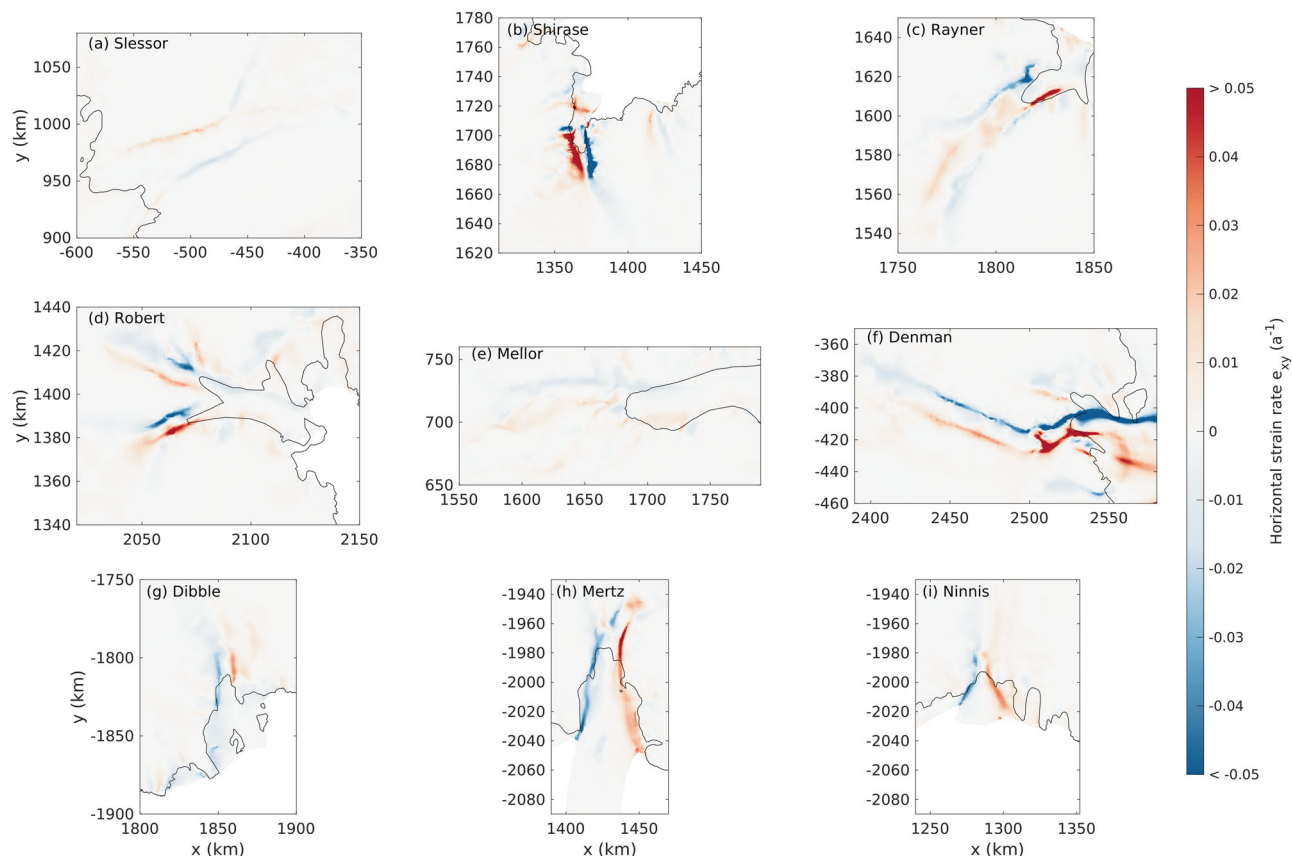 (a) Slessor
1050
1000
950
900
y (km)
-600 -550 -500 -450 -400 -350
(b) Shirase
1780
1760
1740
1720
1700
1680
1660
1640
1620
1350 1400 1450
(c) Rayner
1640
1620
1600
1580
1560
1540
1750 1800 1850
(d) Robert
1440
1420
1400
1380
1360
1340
y (km)
2050 2100 2150
(e) Mellor
750
700
650
1550 1600 1650 1700 1750
(f) Denman
-360
-380
-400
-420
-440
-460
2400 2450 2500 2550
(g) Dibble
-1750
-1800
-1850
-1900
y (km)
1800 1850 1900
x (km)
(h) Mertz
-1940
-1960
-1980
-2000
-2020
-2040
-2060
-2080
1400 1450
x (km)
(i) Ninnis
-1940
-1960
-1980
-2000
-2020
-2040
-2060
-2080
1250 1300 1350
x (km)
> 0.05
0.04
0.03
0.02
0.01
0
-0.01
-0.02
-0.03
-0.04
< -0.05
Horizontal strain rate e_xy (a^-1)